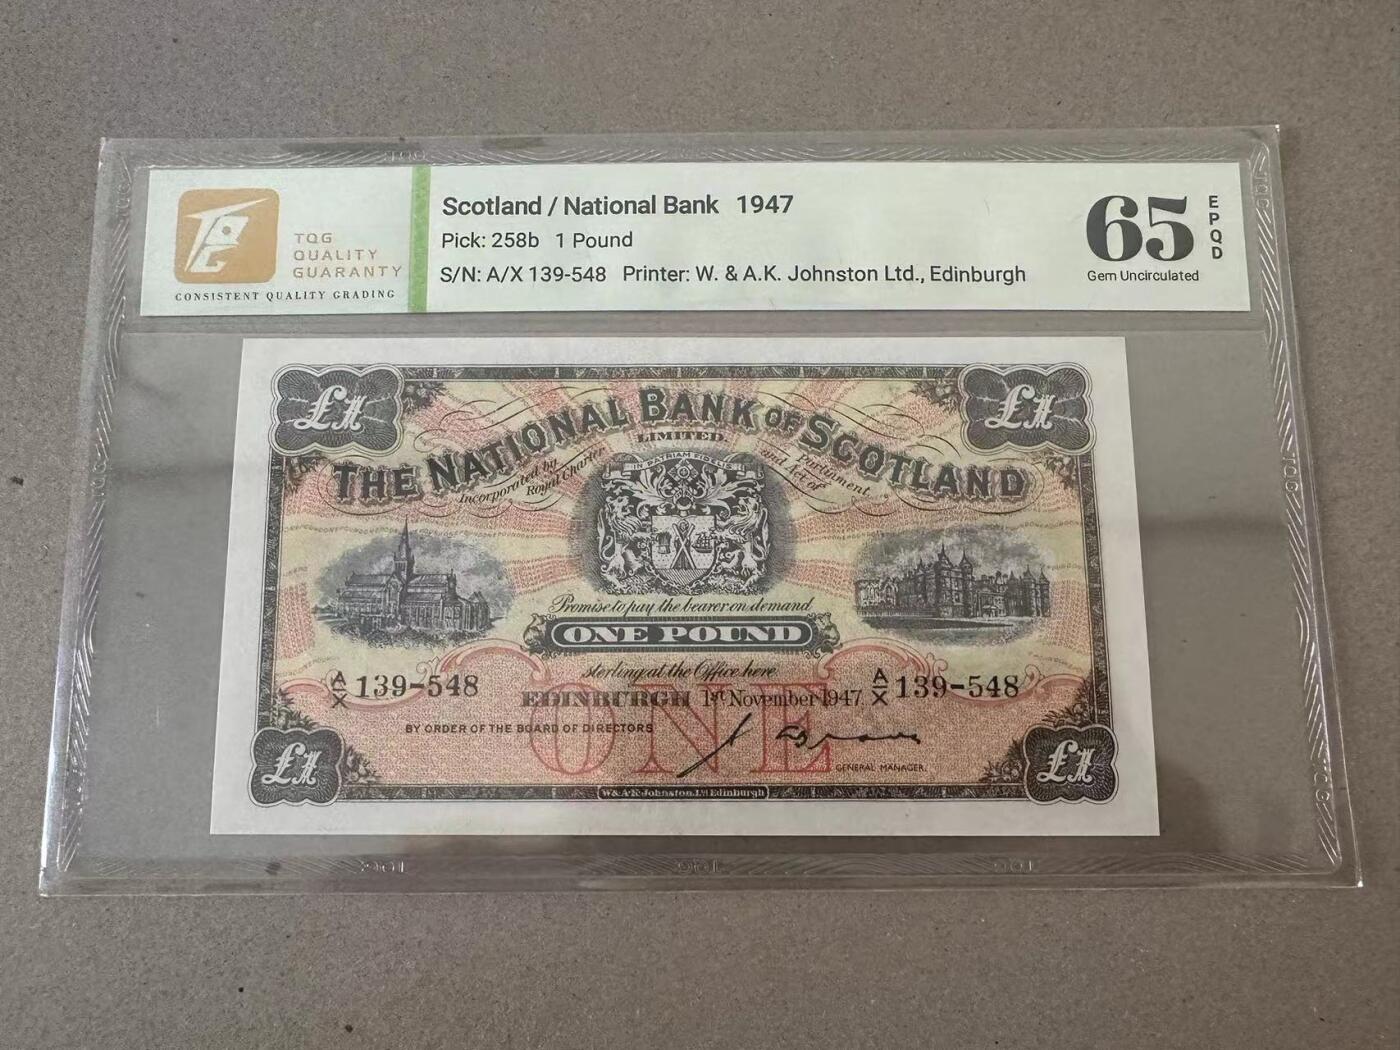 TQG
QUALITY
GUARANTY
CONSISTENT QUALITY GRADING
Scotland / National Bank 1947
Pick: 258b 1 Pound
S/N: A/X 139-548 Printer: W. & A.K. Johnston Ltd., Edinburgh
65
EPQD
Gem Uncirculated
£1 £1
THE NATIONAL BANK OF SCOTLAND
LIMITED.
Incorporated by Royal Charter
and Act of Parliament.
IN PATRIAM FIDELIS
Promise to pay the bearer on demand
ONE POUND
sterling at the Office here
A/X 139-548
A/X 139-548
EDINBURGH 1st November 1947
ONE
BY ORDER OF THE BOARD OF DIRECTORS
GENERAL MANAGER.
£1 £1
W. & A.K. Johnston, Ltd Edinburgh